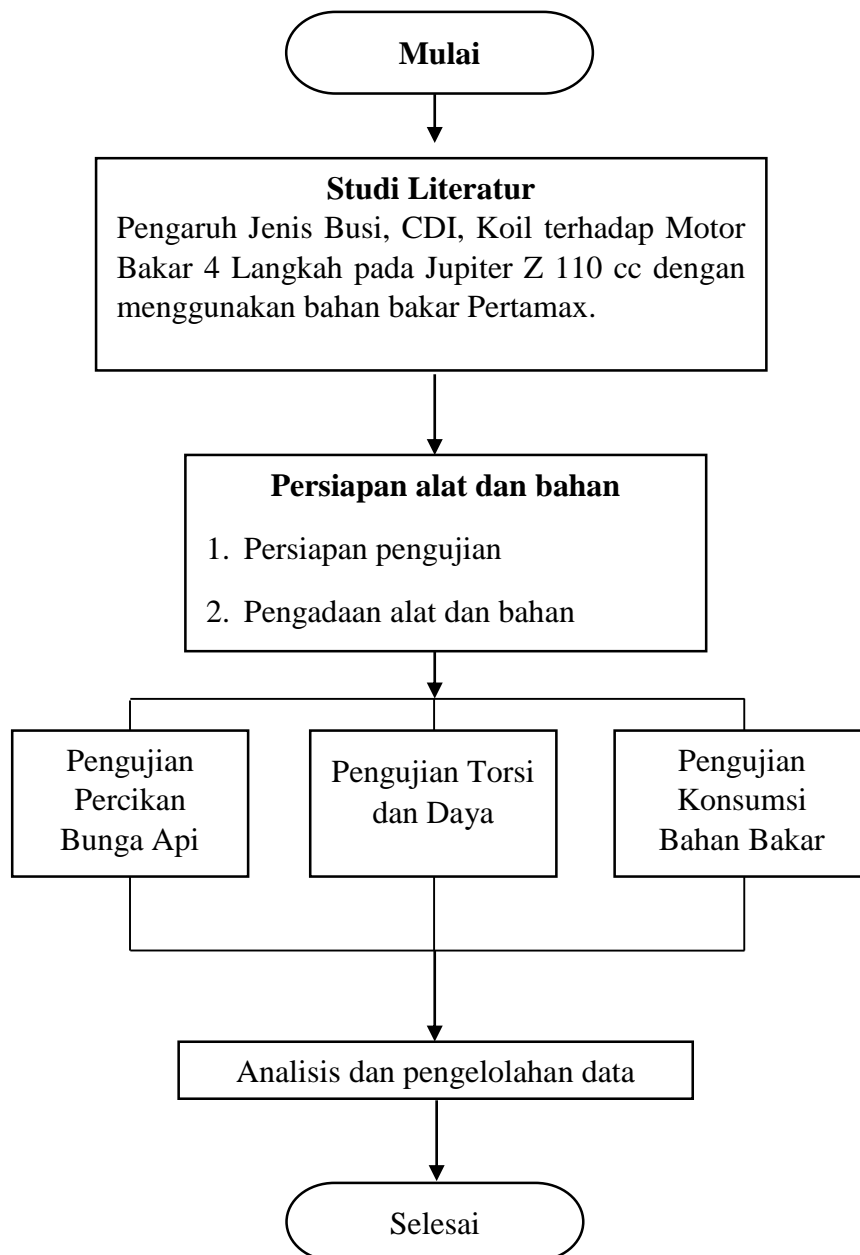 Mulai
Studi Literatur
Pengaruh Jenis Busi, CDI, Koil terhadap Motor
Bakar 4 Langkah pada Jupiter Z 110 cc dengan
menggunakan bahan bakar Pertamax.
Persiapan alat dan bahan
1. Persiapan pengujian
2. Pengadaan alat dan bahan
Pengujian
Percikan
Bunga Api
Pengujian Torsi
dan Daya
Pengujian
Konsumsi
Bahan Bakar
Analisis dan pengelolahan data
Selesai